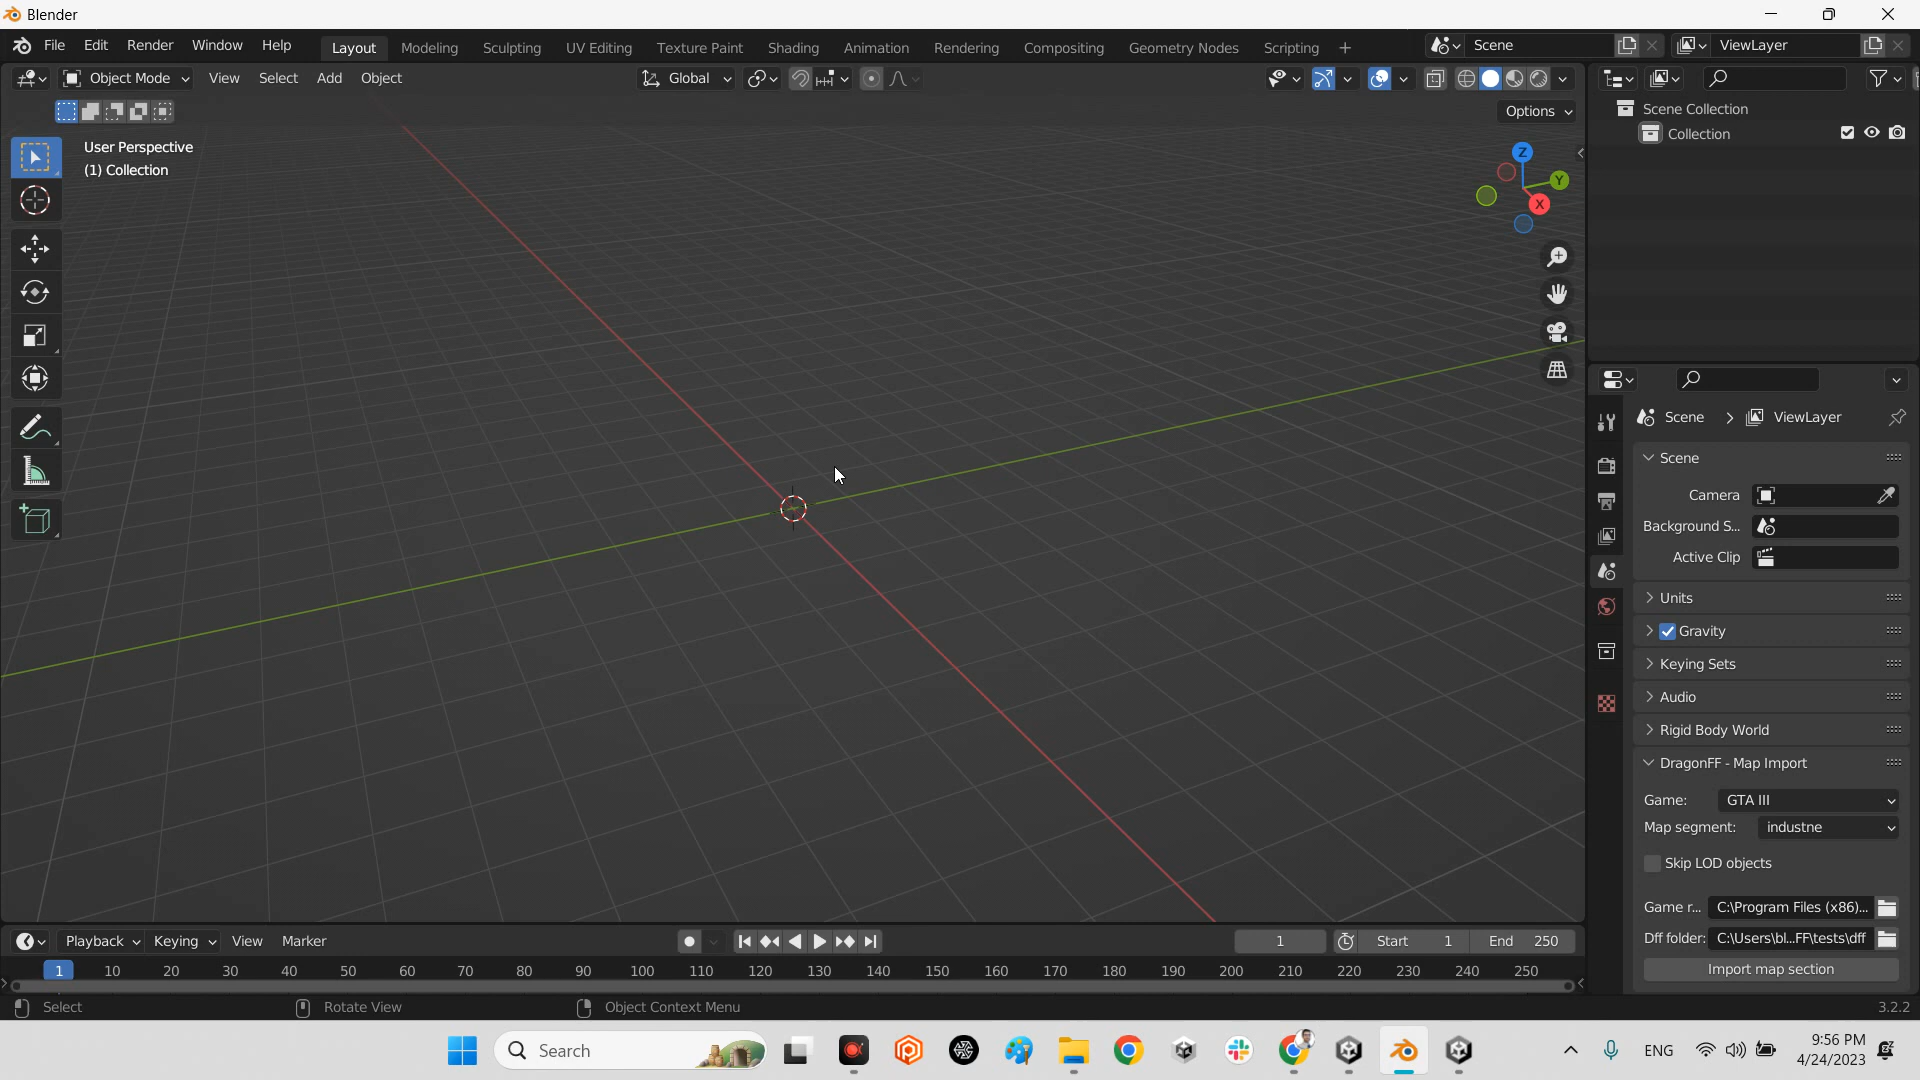 Blender
File Edit Render Window Help Layout Modeling Sculpting UV Editing Texture Paint Shading Animation Rendering Compositing Geometry Nodes Scripting + Scene ViewLayer
Object Mode View Select Add Object Global
Options
User Perspective
(1) Collection
Z
Y
X
Scene Collection
Collection
Scene > ViewLayer
Scene
Camera
Background S...
Active Clip
Units
Gravity
Keying Sets
Audio
Rigid Body World
DragonFF - Map Import
Game: GTA III
Map segment: industne
Skip LOD objects
Game r... C:\Program Files (x86)...
Dff folder: C:\Users\bl...FF\tests\dff
Import map section
Playback Keying View Marker 1 Start 1 End 250
1 10 20 30 40 50 60 70 80 90 100 110 120 130 140 150 160 170 180 190 200 210 220 230 240 250
Select Rotate View Object Context Menu 3.2.2
Search ENG 9:56 PM
4/24/2023